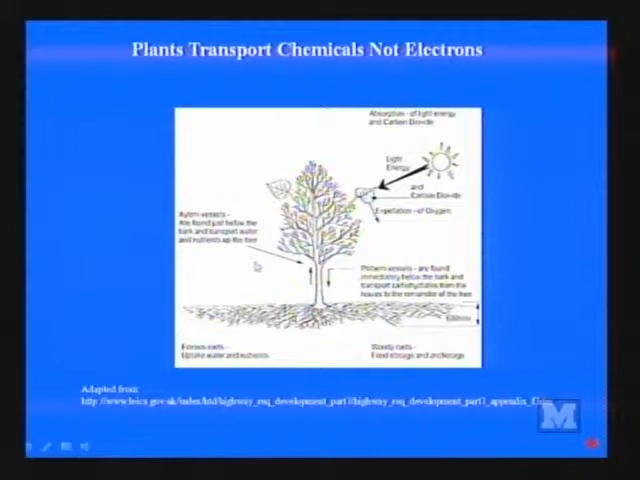 Plants Transport Chemicals Not Electrons
Absorption - of light energy
and Carbon Dioxide
Light
Energy
and
Carbon Dioxide
Expellation - of Oxygen
Xylem vessels -
Are found just below the
bark and transport water
and nutrients up the tree
Phloem vessels - are found
immediately below the bark and
transport carbohydrates from the
leaves to the remainder of the tree
600mm
Fibrous roots -
Uptake water and nutrients
Woody roots -
Food storage and anchorage
Adapted from
http://www.leics.gov.uk/index/htd/highway_req_development_part7/highway_req_development_part7_appendix_
M